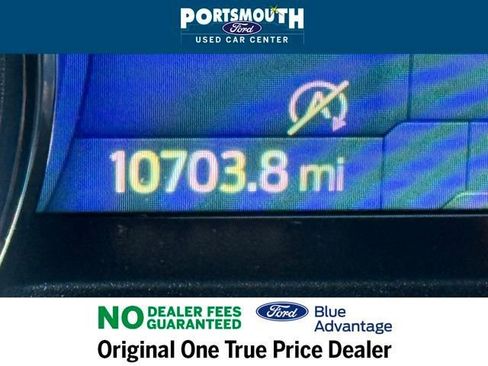 PORTSMOUTH
Ford
USED CAR CENTER
A
10703.8 mi
NO DEALER FEES GUARANTEED
Ford
Blue Advantage
Original One True Price Dealer